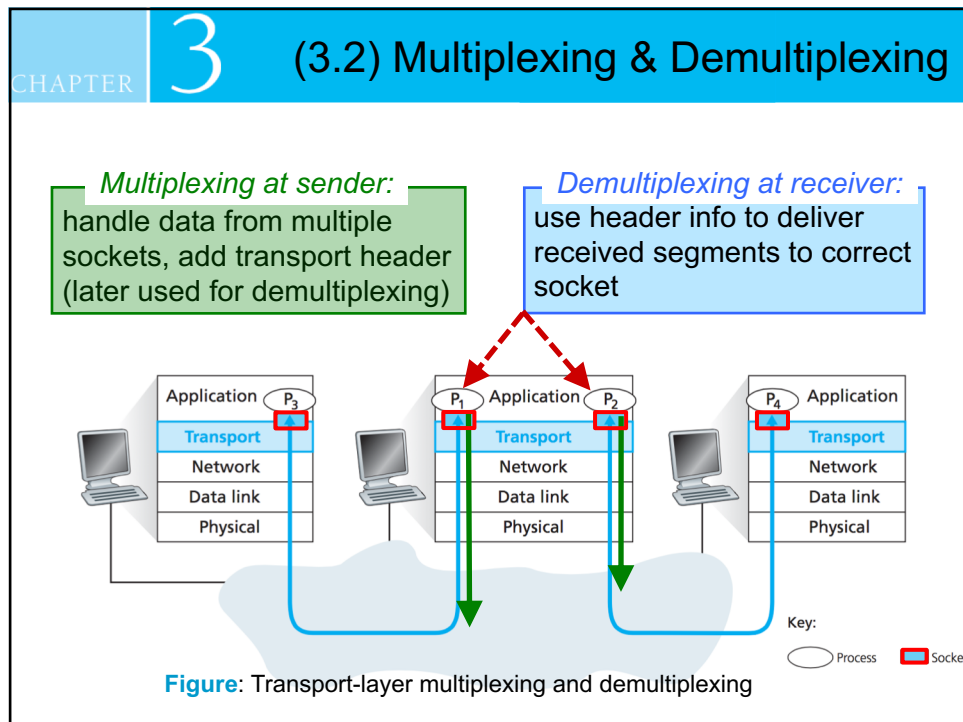 CHAPTER 3 (3.2) Multiplexing & Demultiplexing
Multiplexing at sender:
handle data from multiple
sockets, add transport header
(later used for demultiplexing)
Demultiplexing at receiver:
use header info to deliver
received segments to correct
socket
Application P3
Transport
Network
Data link
Physical
P1 Application P2
Transport
Network
Data link
Physical
P4 Application
Transport
Network
Data link
Physical
Key:
Process Socke
Figure: Transport-layer multiplexing and demultiplexing